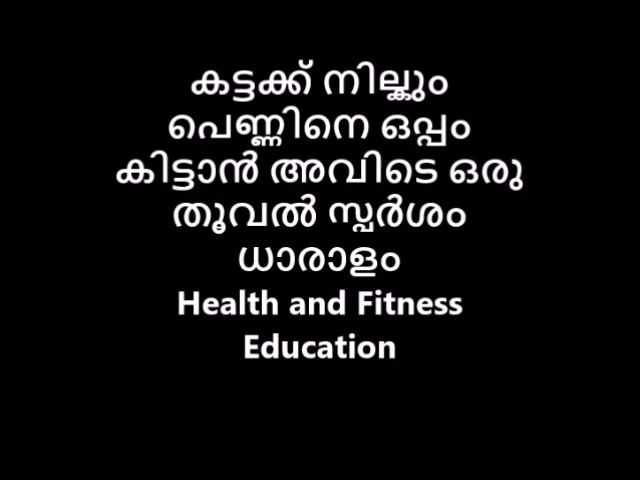 കട്ടക്ക് നില്കും
പെണ്ണിനെ ഒപ്പം
കിട്ടാൻ അവിടെ ഒരു
തൂവൽ സ്പർശം
ധാരാളം
Health and Fitness
Education